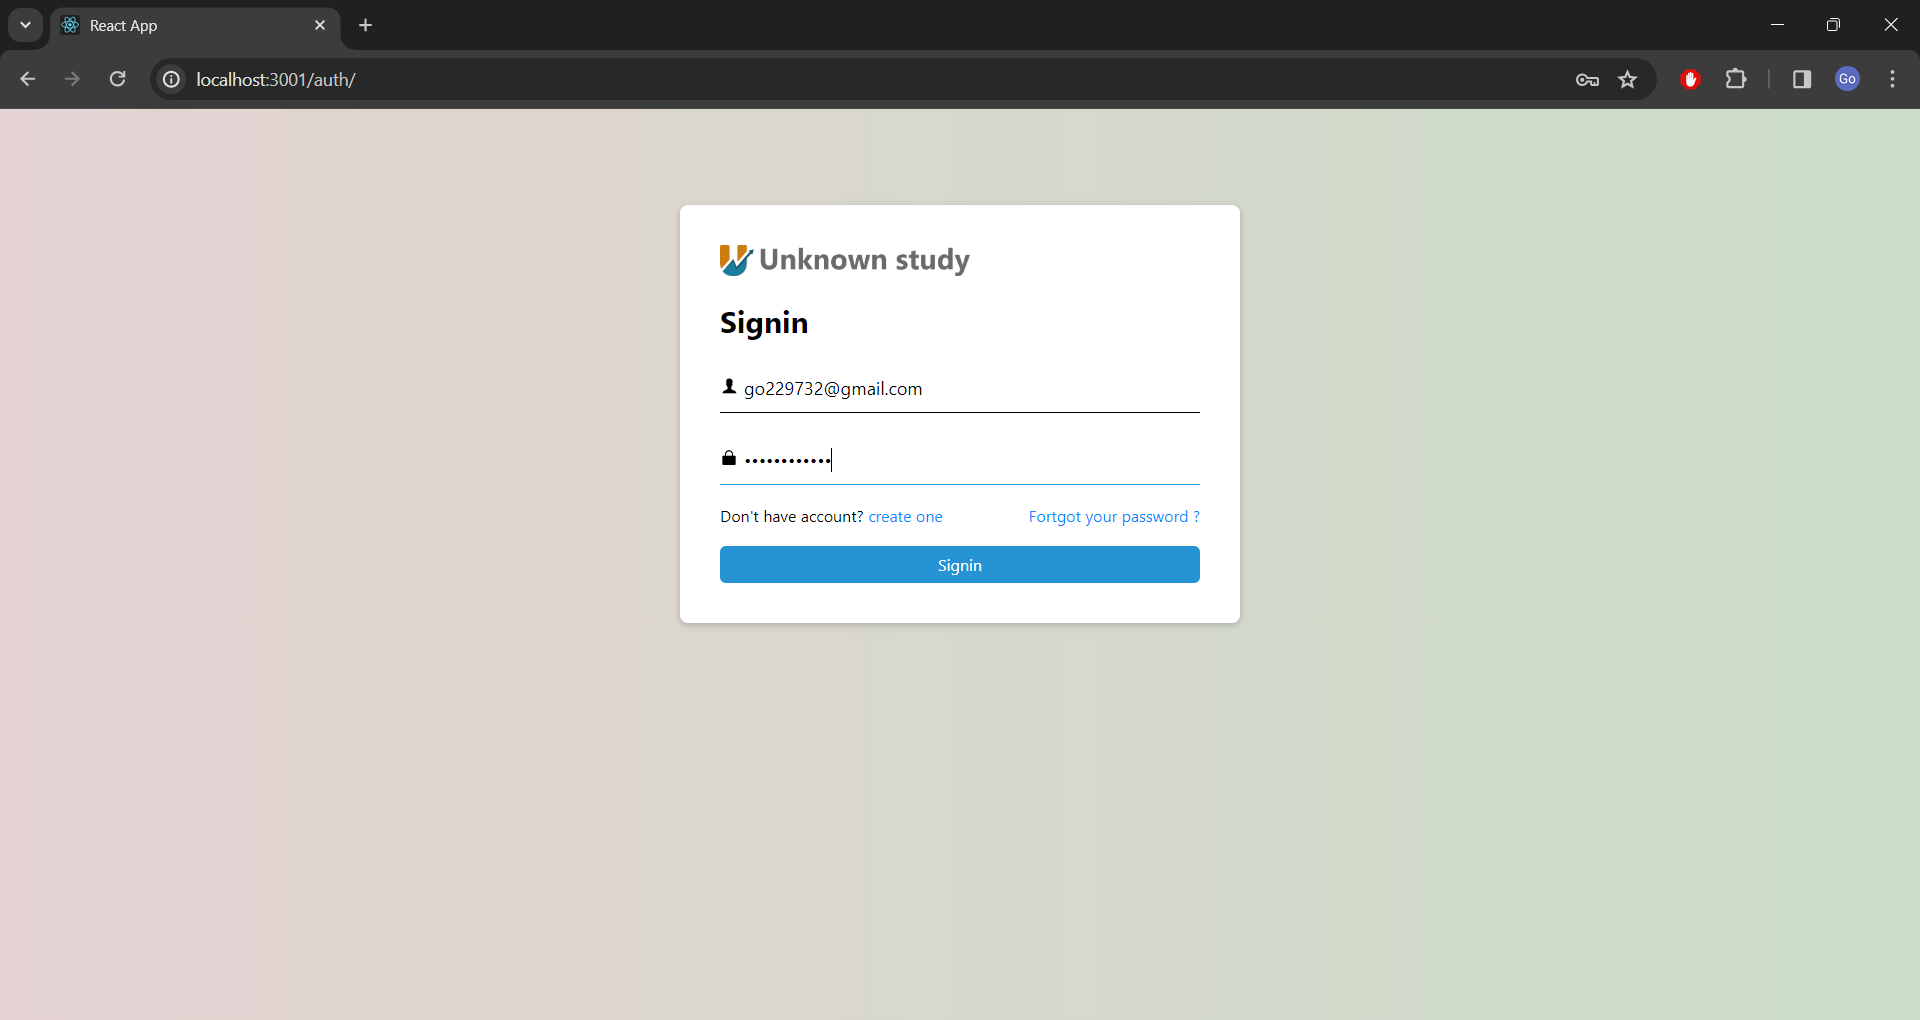 React App
localhost:3001/auth/
Go
Unknown study
Signin
go229732@gmail.com
••••••••••••
Don't have account? create one
Fortgot your password ?
Signin